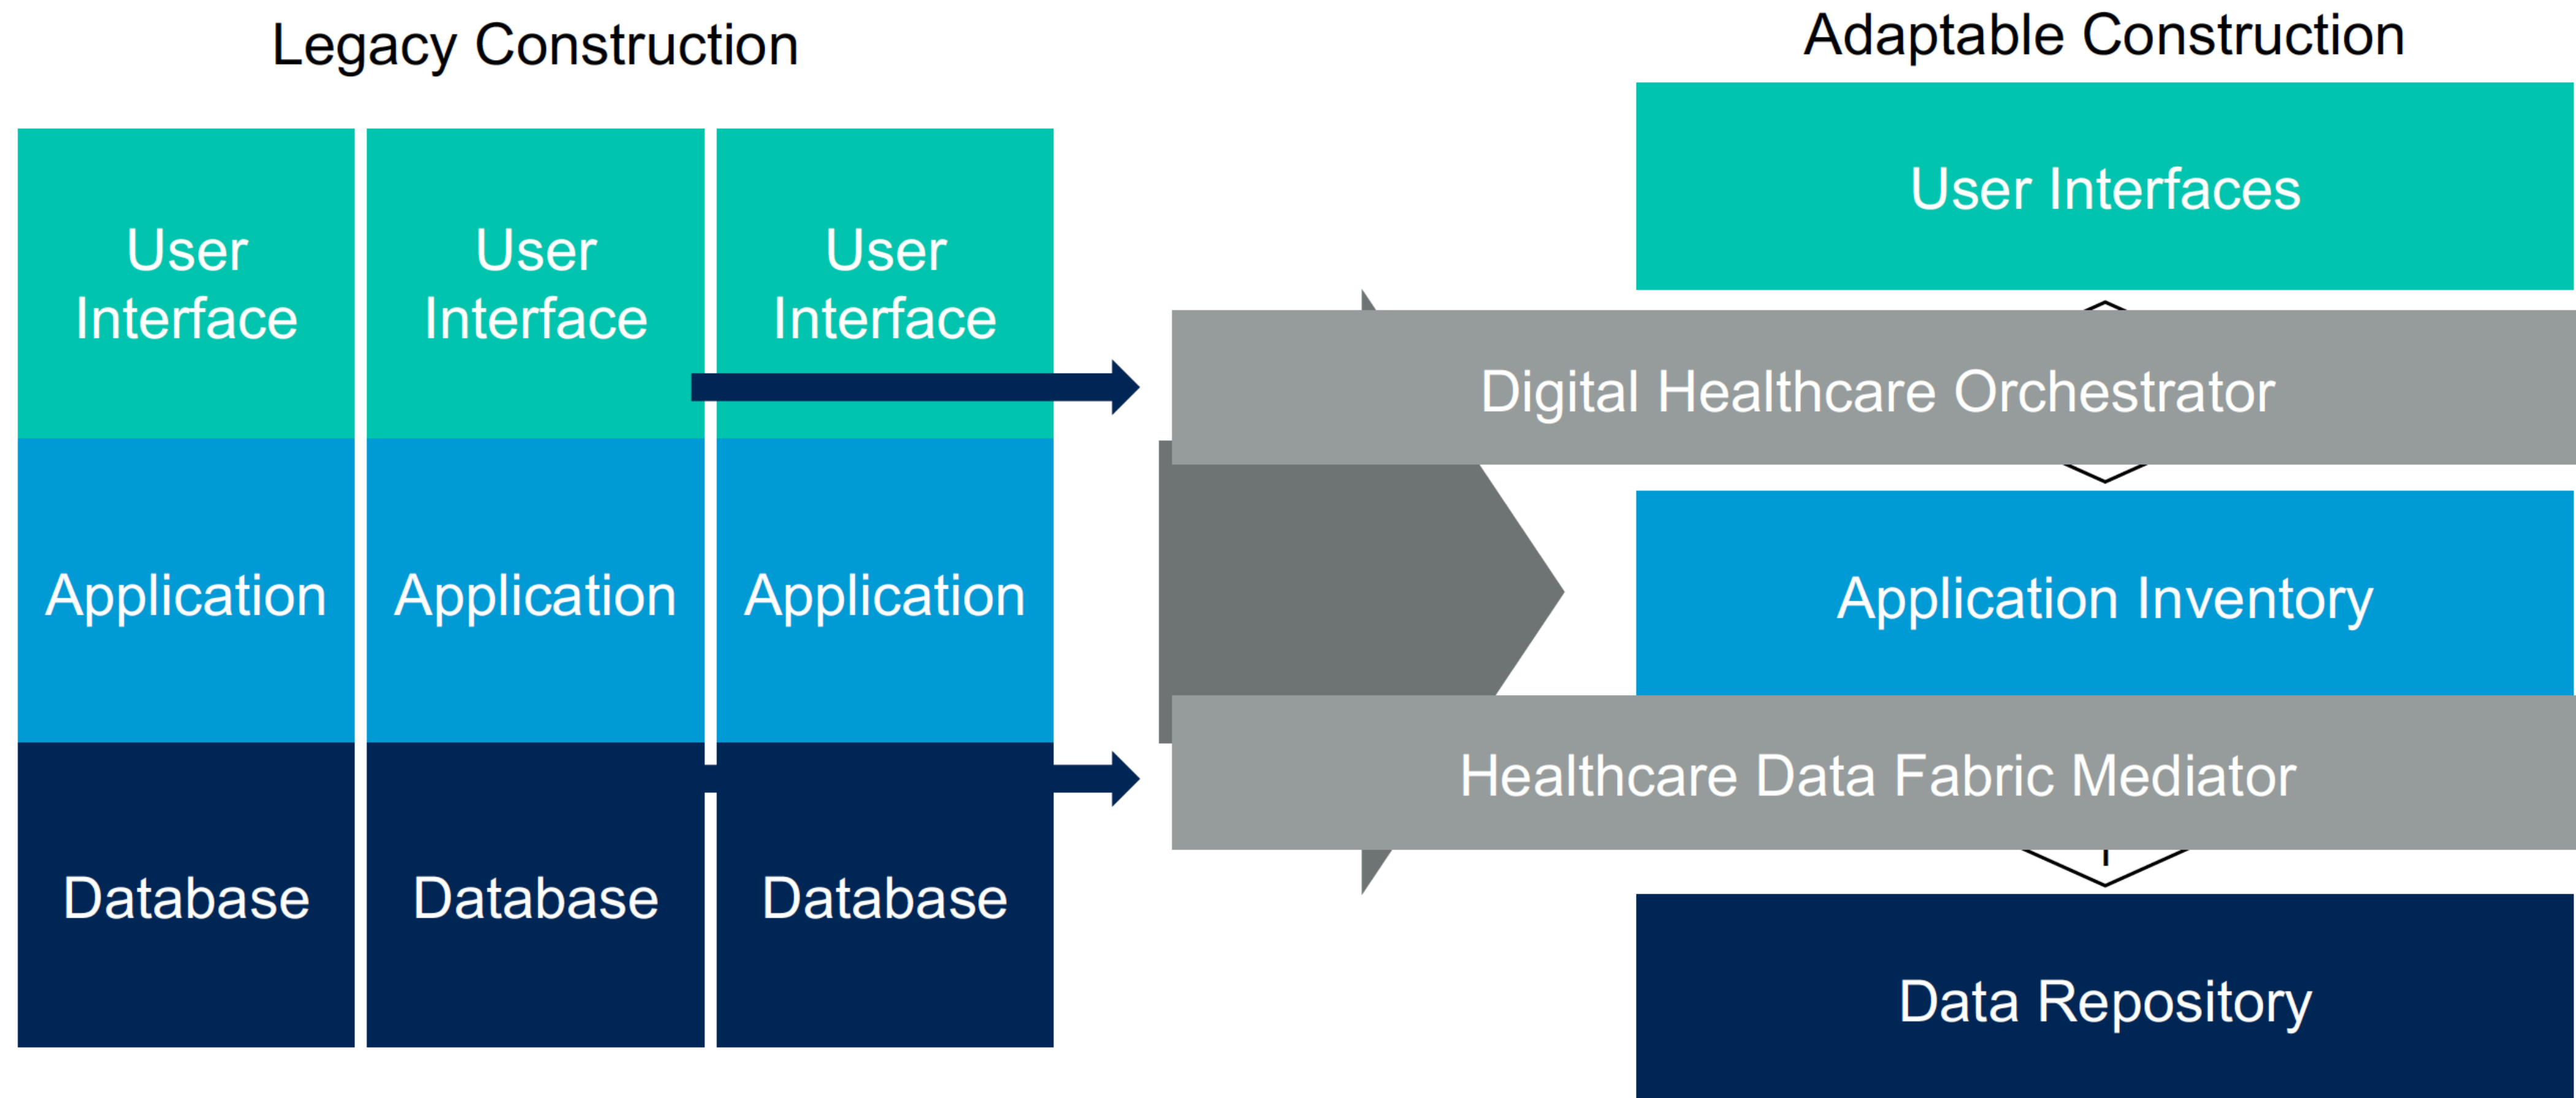 Legacy Construction
Adaptable Construction
User
Interface
User
Interface
User
Interface
Application
Application
Application
Database
Database
Database
User Interfaces
Digital Healthcare Orchestrator
Application Inventory
Healthcare Data Fabric Mediator
Data Repository